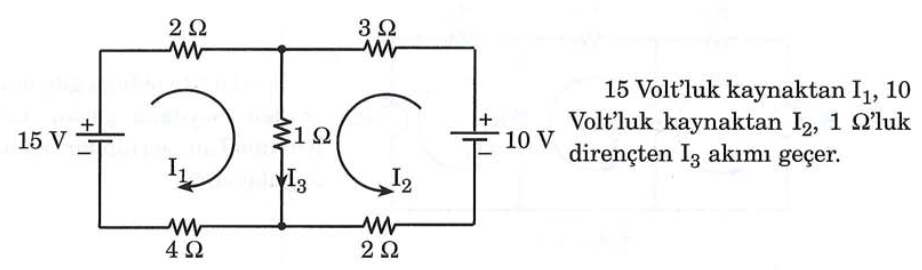 2 Ω
3 Ω
15 Volt'luk kaynaktan I₁, 10
Volt'luk kaynaktan I₂, 1 Ω'luk
dirençten I₃ akımı geçer.
15 V
+
−
1 Ω
+
−
10 V
I₁
I₃
I₂
4 Ω
2 Ω